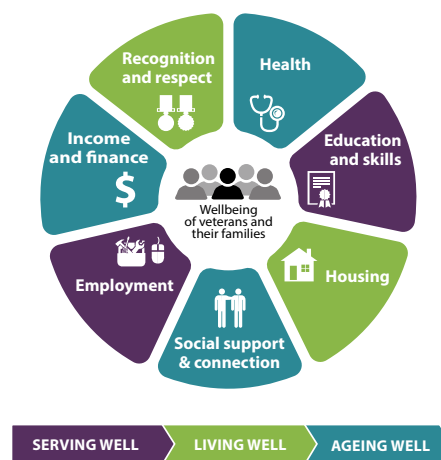 Recognition
and respect
Health
Income
and finance
$
Education
and skills
Wellbeing
of veterans and
their families
Employment
Housing
Social support
& connection
SERVING WELL
LIVING WELL
AGEING WELL